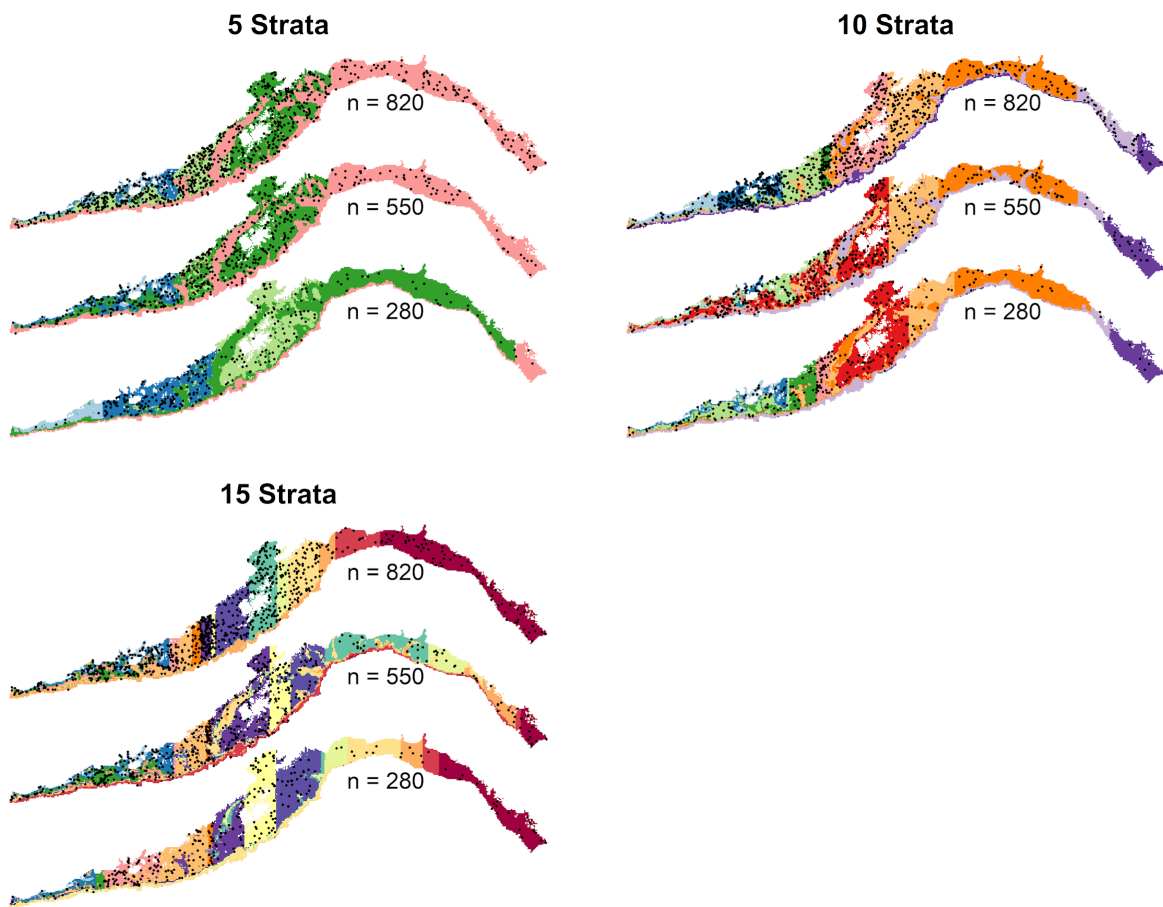 5 Strata
n = 820
n = 550
n = 280
10 Strata
n = 820
n = 550
n = 280
15 Strata
n = 820
n = 550
n = 280